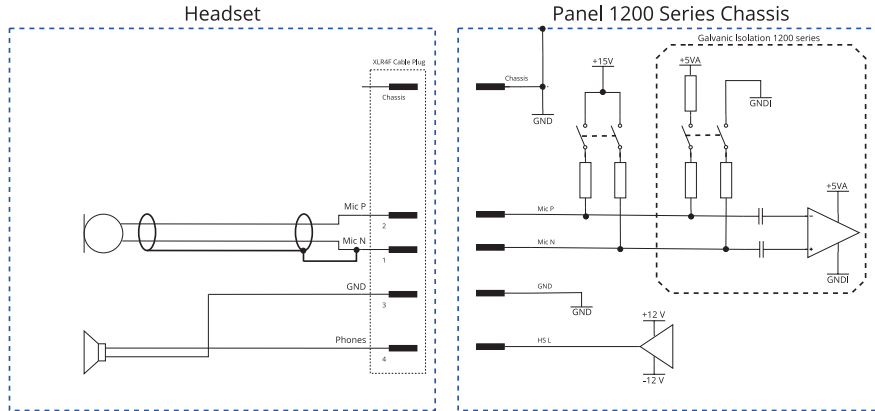 Headset
Panel 1200 Series Chassis
XLR4F Cable Plug
Chassis
Mic P
2
Mic N
1
GND
3
Phones
4
Galvanic Isolation 1200 series
Chassis
GND
+15V
+5VA
GNDI
Mic P
+5VA
Mic N
GNDI
GND
GND
+12 V
HS L
-12 V